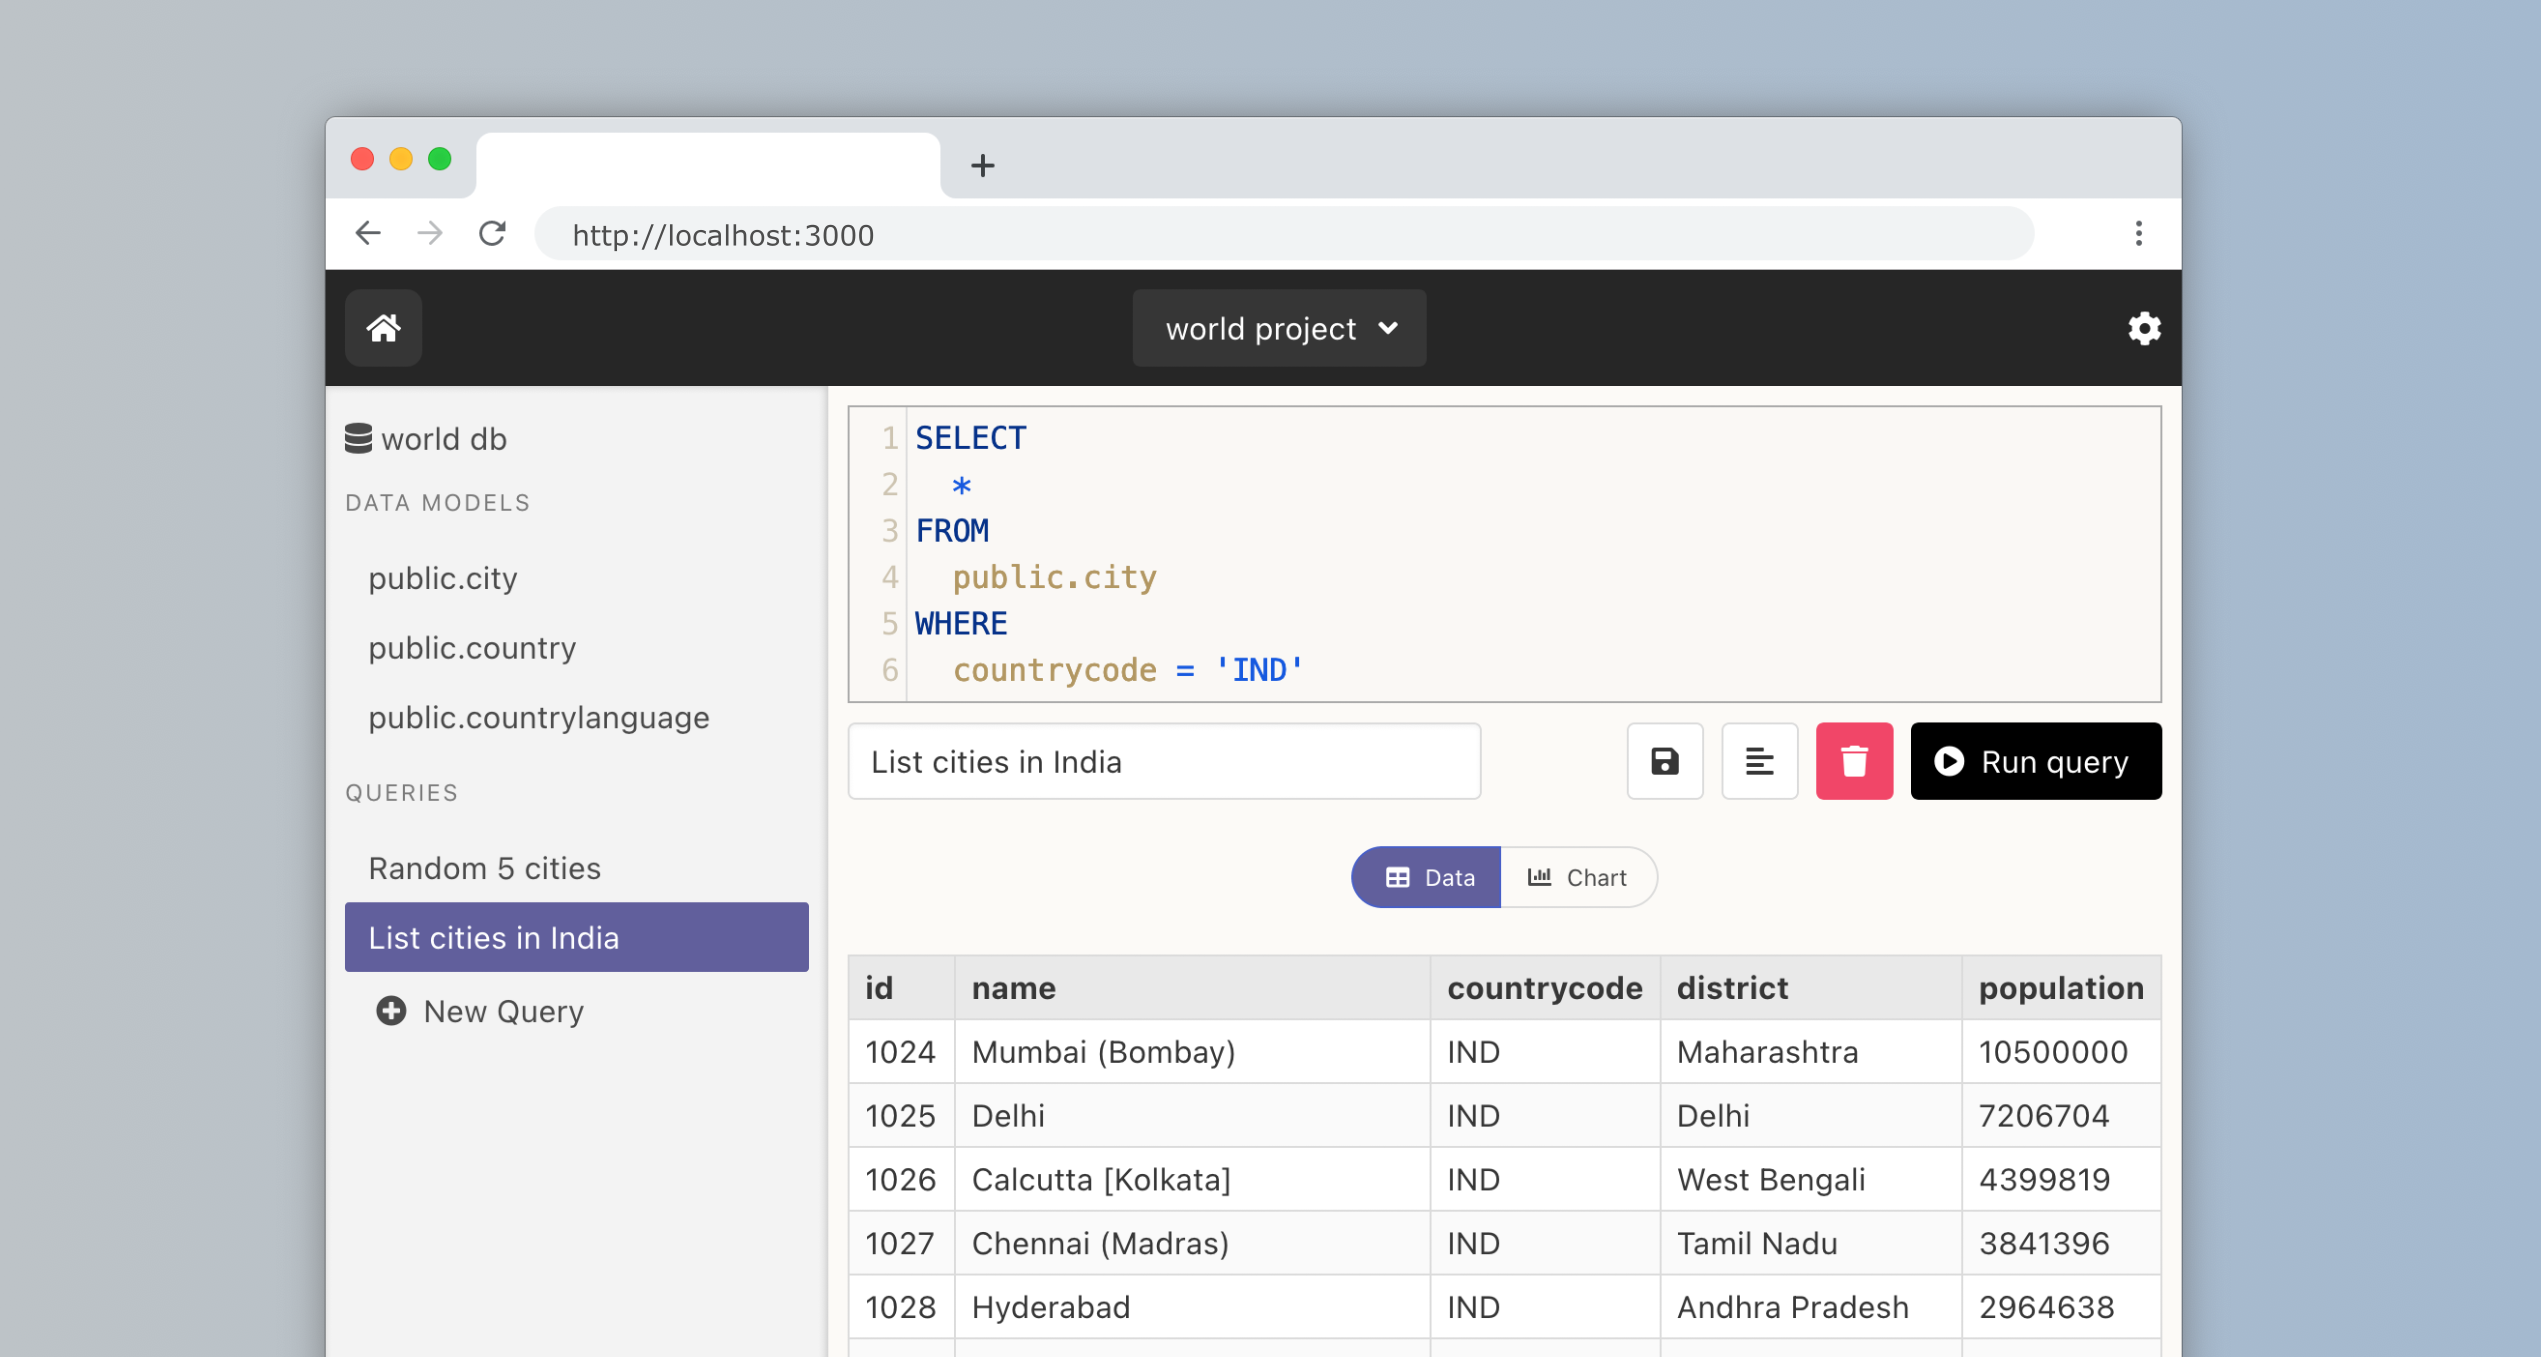 http://localhost:3000
world project
world db
DATA MODELS
public.city
public.country
public.countrylanguage
QUERIES
Random 5 cities
List cities in India
New Query
1 SELECT
2 *
3 FROM
4 public.city
5 WHERE
6 countrycode = 'IND'
List cities in India
Run query
Data Chart
id name countrycode district population
1024 Mumbai (Bombay) IND Maharashtra 10500000
1025 Delhi IND Delhi 7206704
1026 Calcutta [Kolkata] IND West Bengali 4399819
1027 Chennai (Madras) IND Tamil Nadu 3841396
1028 Hyderabad IND Andhra Pradesh 2964638